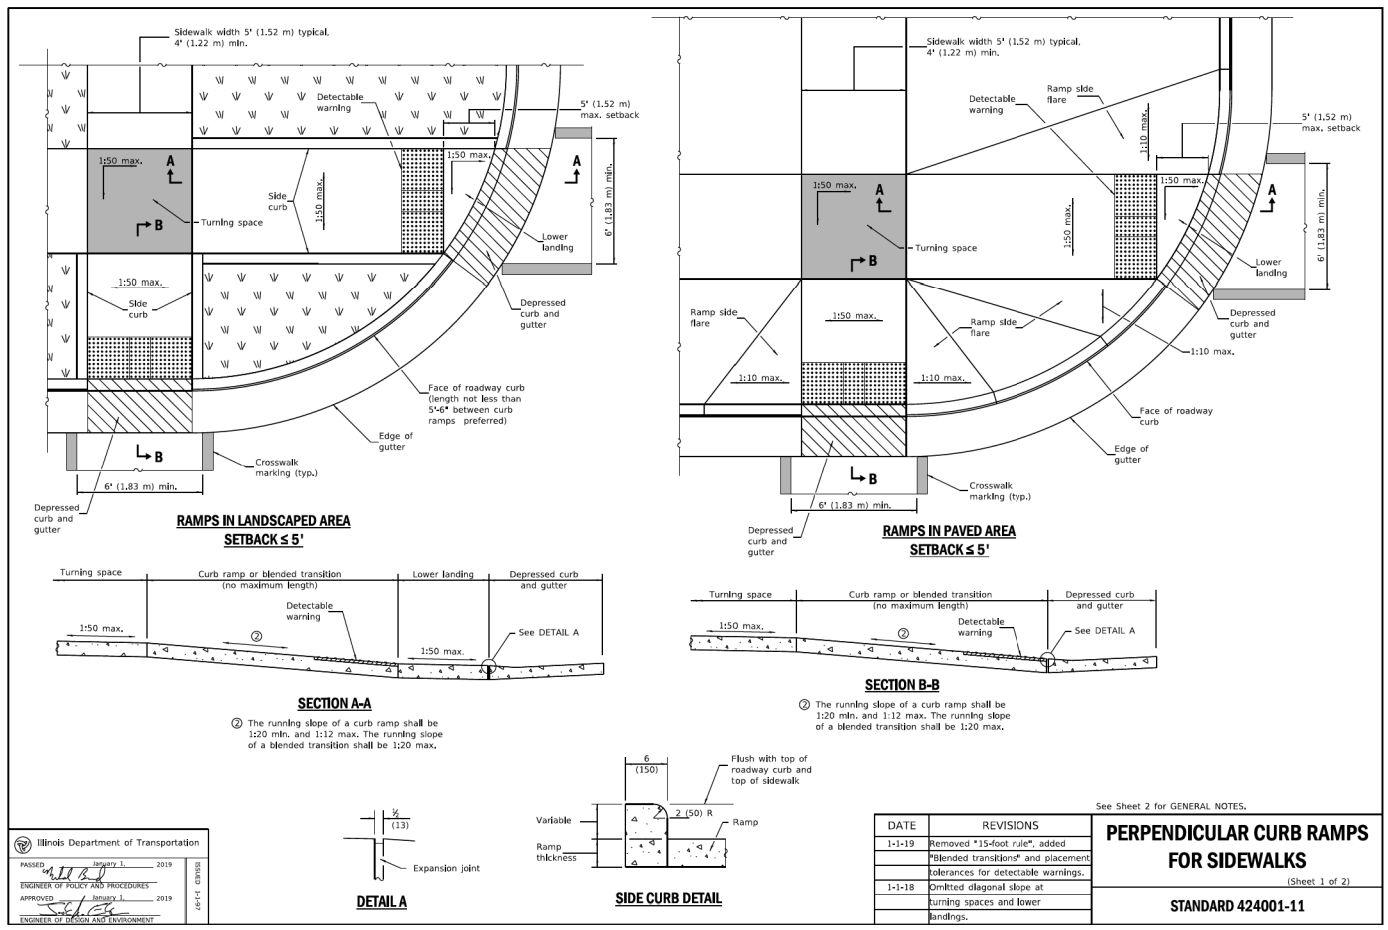 Sidewalk width 5' (1.52 m) typical,
4' (1.22 m) min.
Detectable
warning
5' (1.52 m)
max. setback
1:50 max.
A
1:50 max.
A
Side
curb
1:50 max.
6' (1.83 m) min.
B
Turning space
Lower
landing
1:50 max.
Side
curb
Depressed
curb and
gutter
Face of roadway curb
(length not less than
5'-6" between curb
ramps preferred)
Edge of
gutter
B
Crosswalk
marking (typ.)
6' (1.83 m) min.
Depressed
curb and
gutter
RAMPS IN LANDSCAPED AREA
SETBACK ≤ 5'
Sidewalk width 5' (1.52 m) typical,
4' (1.22 m) min.
Ramp side
flare
Detectable
warning
1:10 max.
5' (1.52 m)
max. setback
1:50 max.
A
1:50 max.
A
1:50 max.
6' (1.83 m) min.
Turning space
B
Lower
landing
Ramp side
flare
1:50 max.
Ramp side
flare
Depressed
curb and
gutter
1:10 max.
1:10 max.
1:10 max.
Face of roadway
curb
Edge of
gutter
B
Crosswalk
marking (typ.)
6' (1.83 m) min.
Depressed
curb and
gutter
RAMPS IN PAVED AREA
SETBACK ≤ 5'
Turning space
Curb ramp or blended transition
(no maximum length)
Lower landing
Depressed curb
and gutter
Detectable
warning
1:50 max.
2
1:50 max.
See DETAIL A
SECTION A-A
2 The running slope of a curb ramp shall be
1:20 min. and 1:12 max. The running slope
of a blended transition shall be 1:20 max.
Turning space
Curb ramp or blended transition
(no maximum length)
Depressed curb
and gutter
Detectable
warning
1:50 max.
2
See DETAIL A
SECTION B-B
2 The running slope of a curb ramp shall be
1:20 min. and 1:12 max. The running slope
of a blended transition shall be 1:20 max.
½
(13)
Expansion joint
DETAIL A
6
(150)
Flush with top of
roadway curb and
top of sidewalk
Variable
2 (50) R
Ramp
Ramp
thickness
SIDE CURB DETAIL
Illinois Department of Transportation
PASSED January 1, 2019
ENGINEER OF POLICY AND PROCEDURES
APPROVED January 1, 2019
ENGINEER OF DESIGN AND ENVIRONMENT
ISSUED 1-1-97
See Sheet 2 for GENERAL NOTES.
DATE REVISIONS
1-1-19 Removed "15-foot rule", added
"Blended transitions" and placement
tolerances for detectable warnings.
1-1-18 Omitted diagonal slope at
turning spaces and lower
landings.
PERPENDICULAR CURB RAMPS
FOR SIDEWALKS
(Sheet 1 of 2)
STANDARD 424001-11